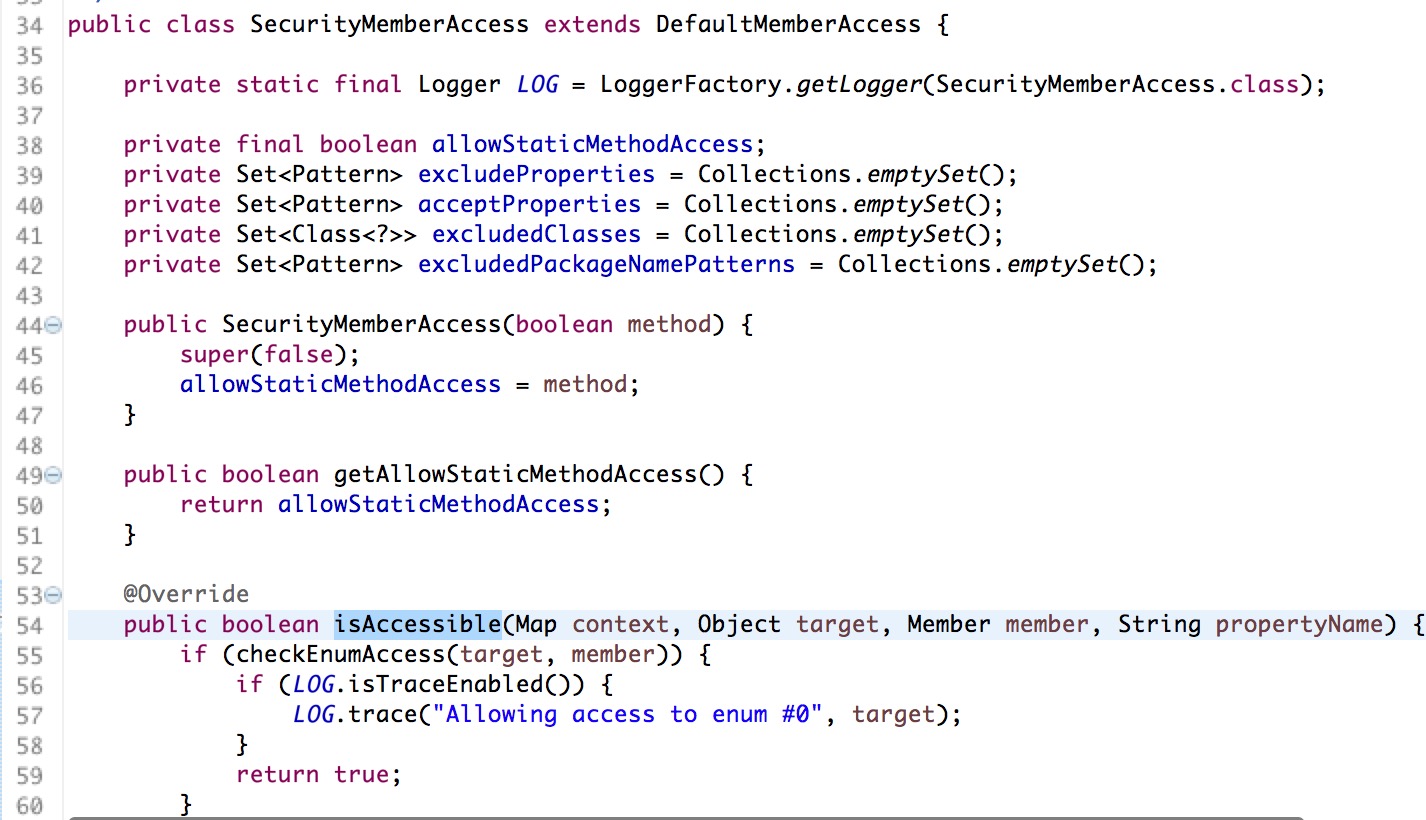 34 public class SecurityMemberAccess extends DefaultMemberAccess {
35
36     private static final Logger LOG = LoggerFactory.getLogger(SecurityMemberAccess.class);
37
38     private final boolean allowStaticMethodAccess;
39     private Set<Pattern> excludeProperties = Collections.emptySet();
40     private Set<Pattern> acceptProperties = Collections.emptySet();
41     private Set<Class<?>> excludedClasses = Collections.emptySet();
42     private Set<Pattern> excludedPackageNamePatterns = Collections.emptySet();
43
44     public SecurityMemberAccess(boolean method) {
45         super(false);
46         allowStaticMethodAccess = method;
47     }
48
49     public boolean getAllowStaticMethodAccess() {
50         return allowStaticMethodAccess;
51     }
52
53     @Override
54     public boolean isAccessible(Map context, Object target, Member member, String propertyName) {
55         if (checkEnumAccess(target, member)) {
56             if (LOG.isTraceEnabled()) {
57                 LOG.trace("Allowing access to enum #0", target);
58             }
59             return true;
60         }